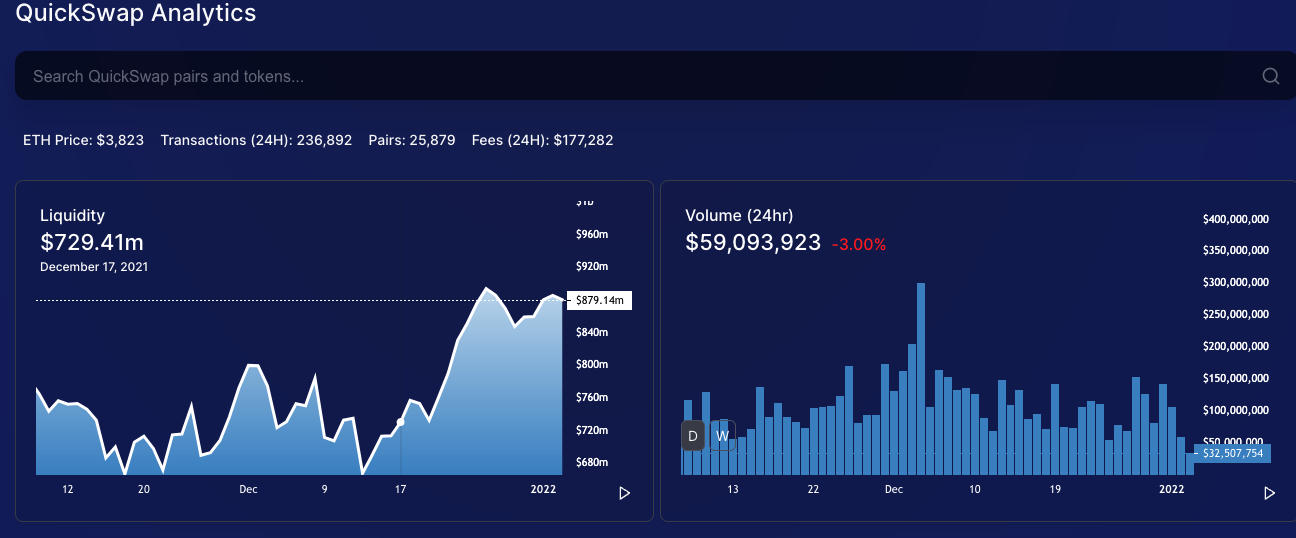 QuickSwap Analytics
Search QuickSwap pairs and tokens...
ETH Price: $3,823 Transactions (24H): 236,892 Pairs: 25,879 Fees (24H): $177,282
Liquidity
$729.41m
December 17, 2021
$960m
$920m
$879.14m
$840m
$800m
$760m
$720m
$680m
12 20 Dec 9 17 2022
Volume (24hr)
$59,093,923 -3.00%
$400,000,000
$350,000,000
$300,000,000
$250,000,000
$200,000,000
$150,000,000
$100,000,000
$50,000,000
$32,507,754
D W
13 22 Dec 10 19 2022